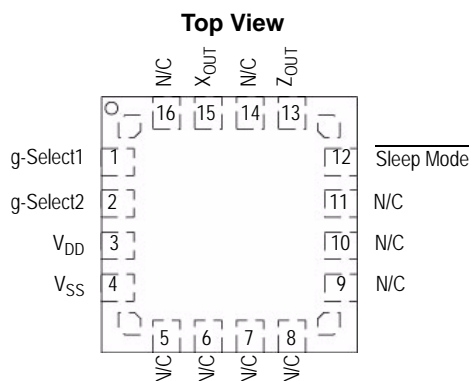 Top View
N/C
XOUT
N/C
ZOUT
16 15 14 13
g-Select1 1
12 Sleep Mode
g-Select2 2
11 N/C
VDD 3
10 N/C
VSS 4
9 N/C
5 6 7 8
N/C
N/C
N/C
N/C